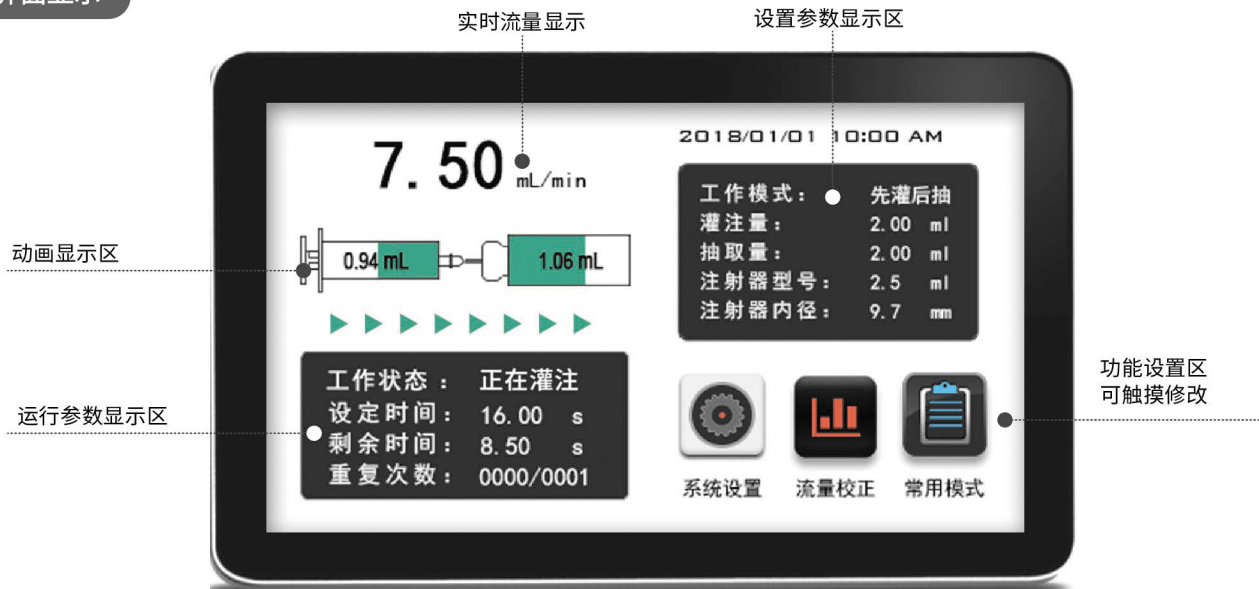 界面显示
实时流量显示
设置参数显示区
7.50 mL/min
2018/01/01 10:00 AM
工作模式： 先灌后抽
灌注量： 2.00 ml
抽取量： 2.00 ml
注射器型号： 2.5 ml
注射器内径： 9.7 mm
动画显示区
0.94 mL
1.06 mL
工作状态： 正在灌注
设定时间： 16.00 s
剩余时间： 8.50 s
重复次数： 0000/0001
运行参数显示区
功能设置区
可触摸修改
系统设置
流量校正
常用模式